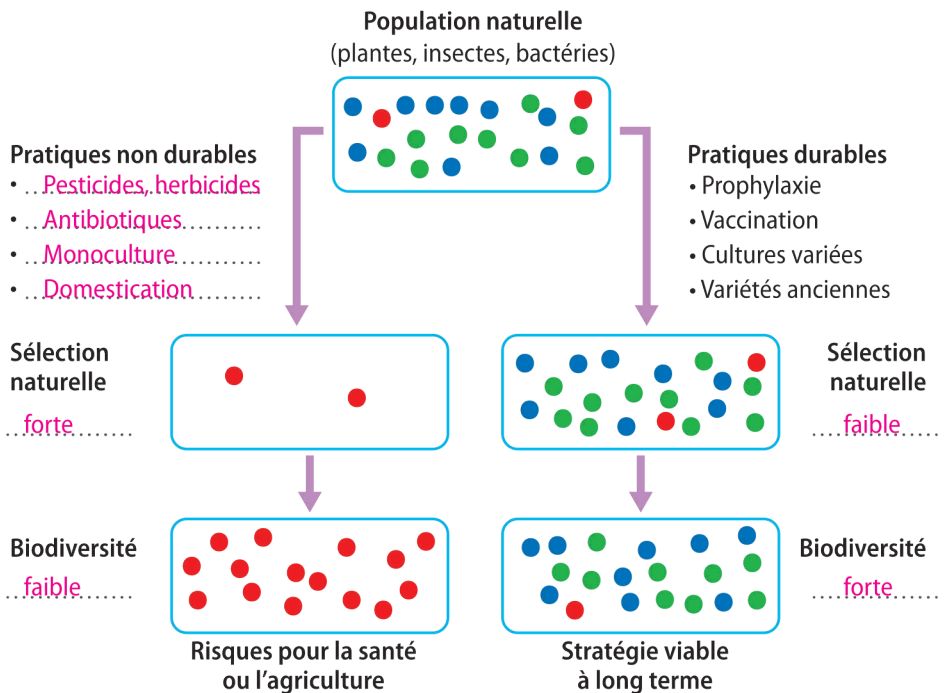 Population naturelle
(plantes, insectes, bactéries)
Pratiques non durables
• Pesticides, herbicides
• Antibiotiques
• Monoculture
• Domestication
Pratiques durables
• Prophylaxie
• Vaccination
• Cultures variées
• Variétés anciennes
Sélection
naturelle
forte
Sélection
naturelle
faible
Biodiversité
faible
Biodiversité
forte
Risques pour la santé
ou l’agriculture
Stratégie viable
à long terme